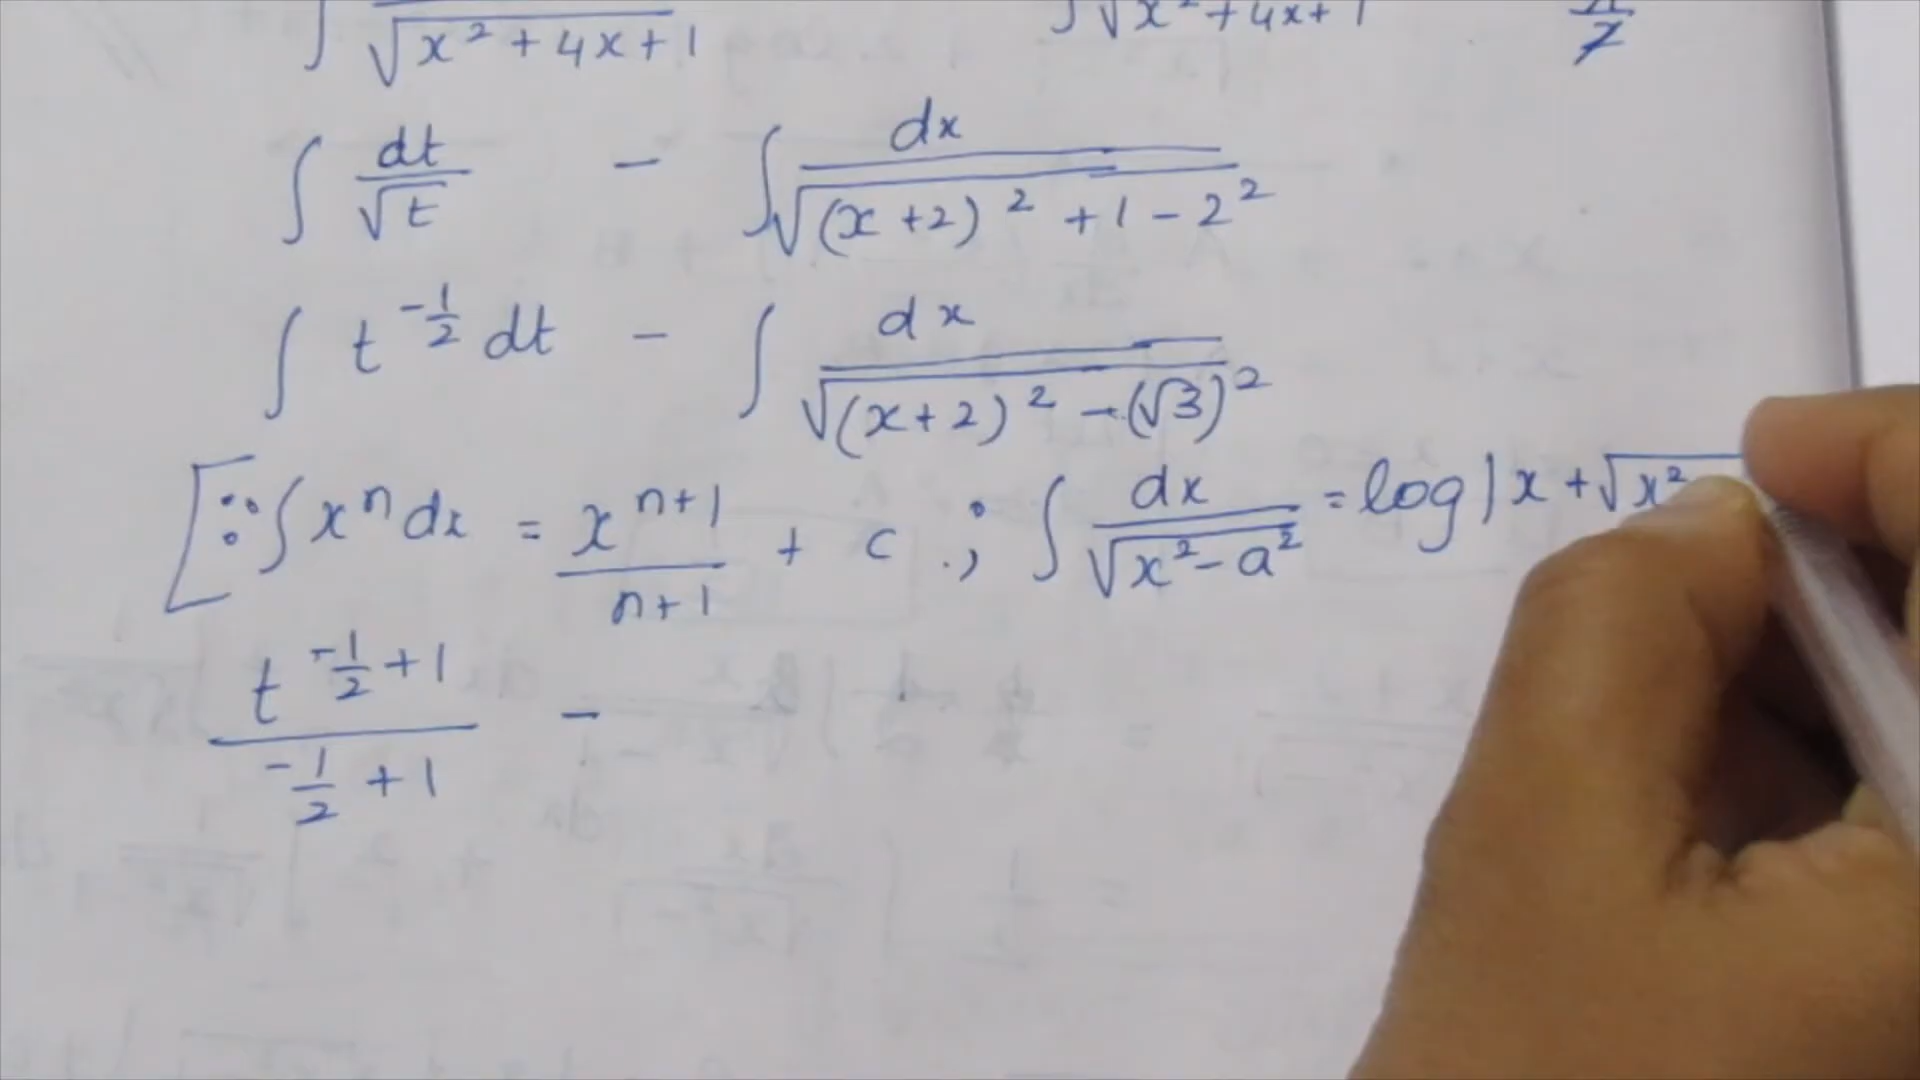 ∫ √x² + 4x + 1 ∫ √x² + 4x + 1
∫ dt/√t - ∫ dx/√(x+2)² + 1 - 2²
∫ t^(-1/2) dt - ∫ dx/√(x+2)² - (√3)²
[∵ ∫ xⁿ dx = xⁿ⁺¹/n+1 + c ; ∫ dx/√x² - a² = log | x + √x²
t^(-1/2 + 1)/(-1/2 + 1) -